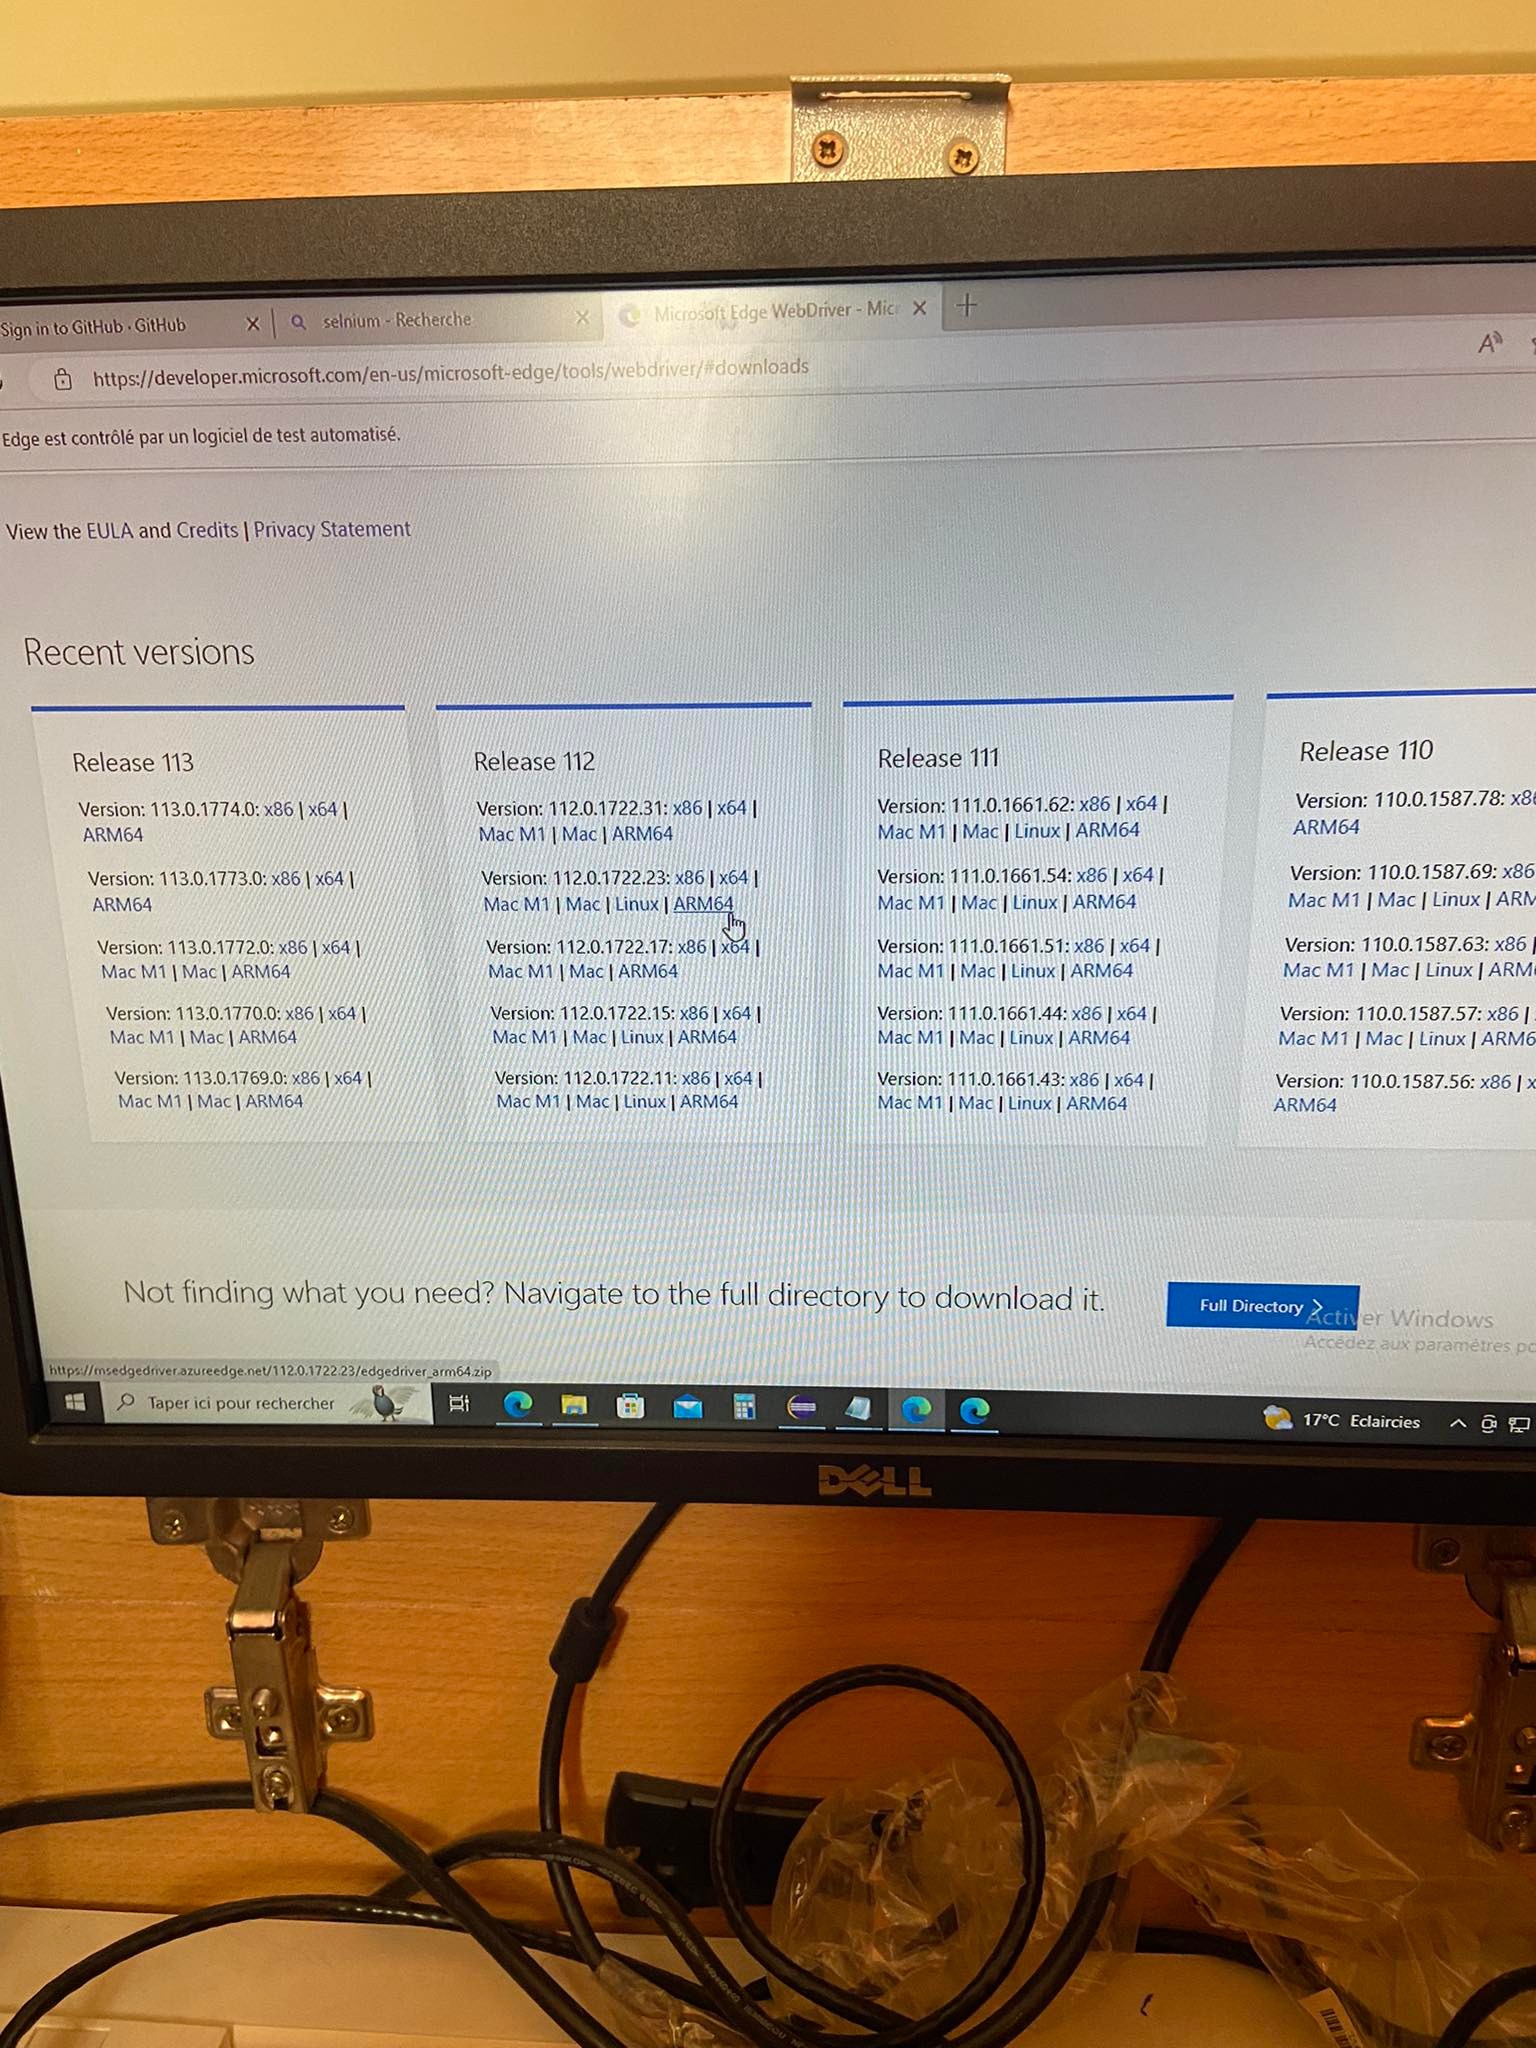 Sign in to GitHub · GitHub
selnium - Recherche
Microsoft Edge WebDriver - Mic
https://developer.microsoft.com/en-us/microsoft-edge/tools/webdriver/#downloads
Edge est contrôlé par un logiciel de test automatisé.
View the EULA and Credits | Privacy Statement
Recent versions
Release 113
Version: 113.0.1774.0: x86 | x64 |
ARM64
Version: 113.0.1773.0: x86 | x64 |
ARM64
Version: 113.0.1772.0: x86 | x64 |
Mac M1 | Mac | ARM64
Version: 113.0.1770.0: x86 | x64 |
Mac M1 | Mac | ARM64
Version: 113.0.1769.0: x86 | x64 |
Mac M1 | Mac | ARM64
Release 112
Version: 112.0.1722.31: x86 | x64 |
Mac M1 | Mac | ARM64
Version: 112.0.1722.23: x86 | x64 |
Mac M1 | Mac | Linux | ARM64
Version: 112.0.1722.17: x86 | x64 |
Mac M1 | Mac | ARM64
Version: 112.0.1722.15: x86 | x64 |
Mac M1 | Mac | Linux | ARM64
Version: 112.0.1722.11: x86 | x64 |
Mac M1 | Mac | Linux | ARM64
Release 111
Version: 111.0.1661.62: x86 | x64 |
Mac M1 | Mac | Linux | ARM64
Version: 111.0.1661.54: x86 | x64 |
Mac M1 | Mac | Linux | ARM64
Version: 111.0.1661.51: x86 | x64 |
Mac M1 | Mac | Linux | ARM64
Version: 111.0.1661.44: x86 | x64 |
Mac M1 | Mac | Linux | ARM64
Version: 111.0.1661.43: x86 | x64 |
Mac M1 | Mac | Linux | ARM64
Release 110
Version: 110.0.1587.78: x86
ARM64
Version: 110.0.1587.69: x86
Mac M1 | Mac | Linux | ARM
Version: 110.0.1587.63: x86 |
Mac M1 | Mac | Linux | ARM
Version: 110.0.1587.57: x86 |
Mac M1 | Mac | Linux | ARM6
Version: 110.0.1587.56: x86 | x
ARM64
Not finding what you need? Navigate to the full directory to download it.
Full Directory
Activer Windows
Accédez aux paramètres po
https://msedgedriver.azureedge.net/112.0.1722.23/edgedriver_arm64.zip
Taper ici pour rechercher
17°C Eclaircies
DELL